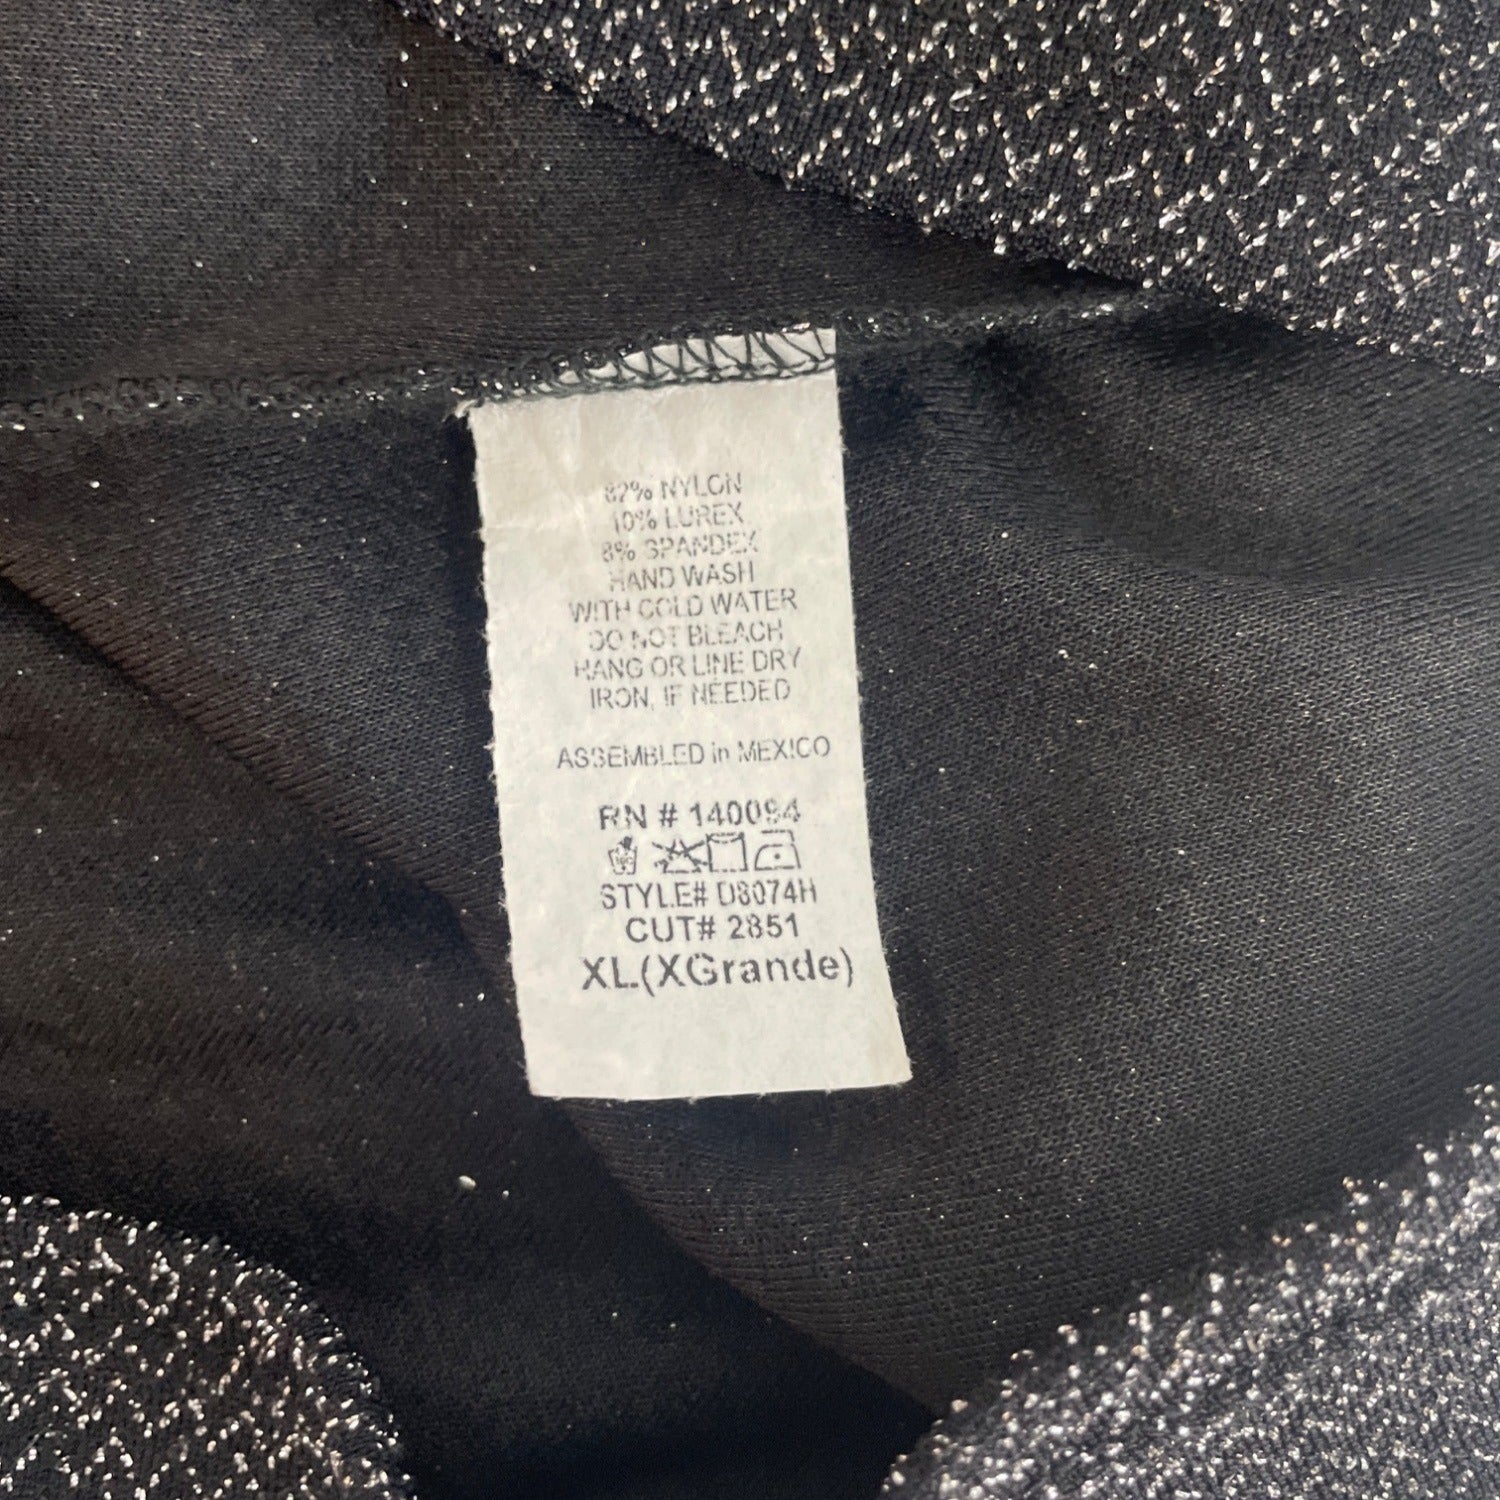 82% NYLON
10% LUREX
8% SPANDEX
HAND WASH
WITH COLD WATER
DO NOT BLEACH
HANG OR LINE DRY
IRON, IF NEEDED
ASSEMBLED in MEXICO
RN # 140094
STYLE# D8074H
CUT# 2851
XL(XGrande)